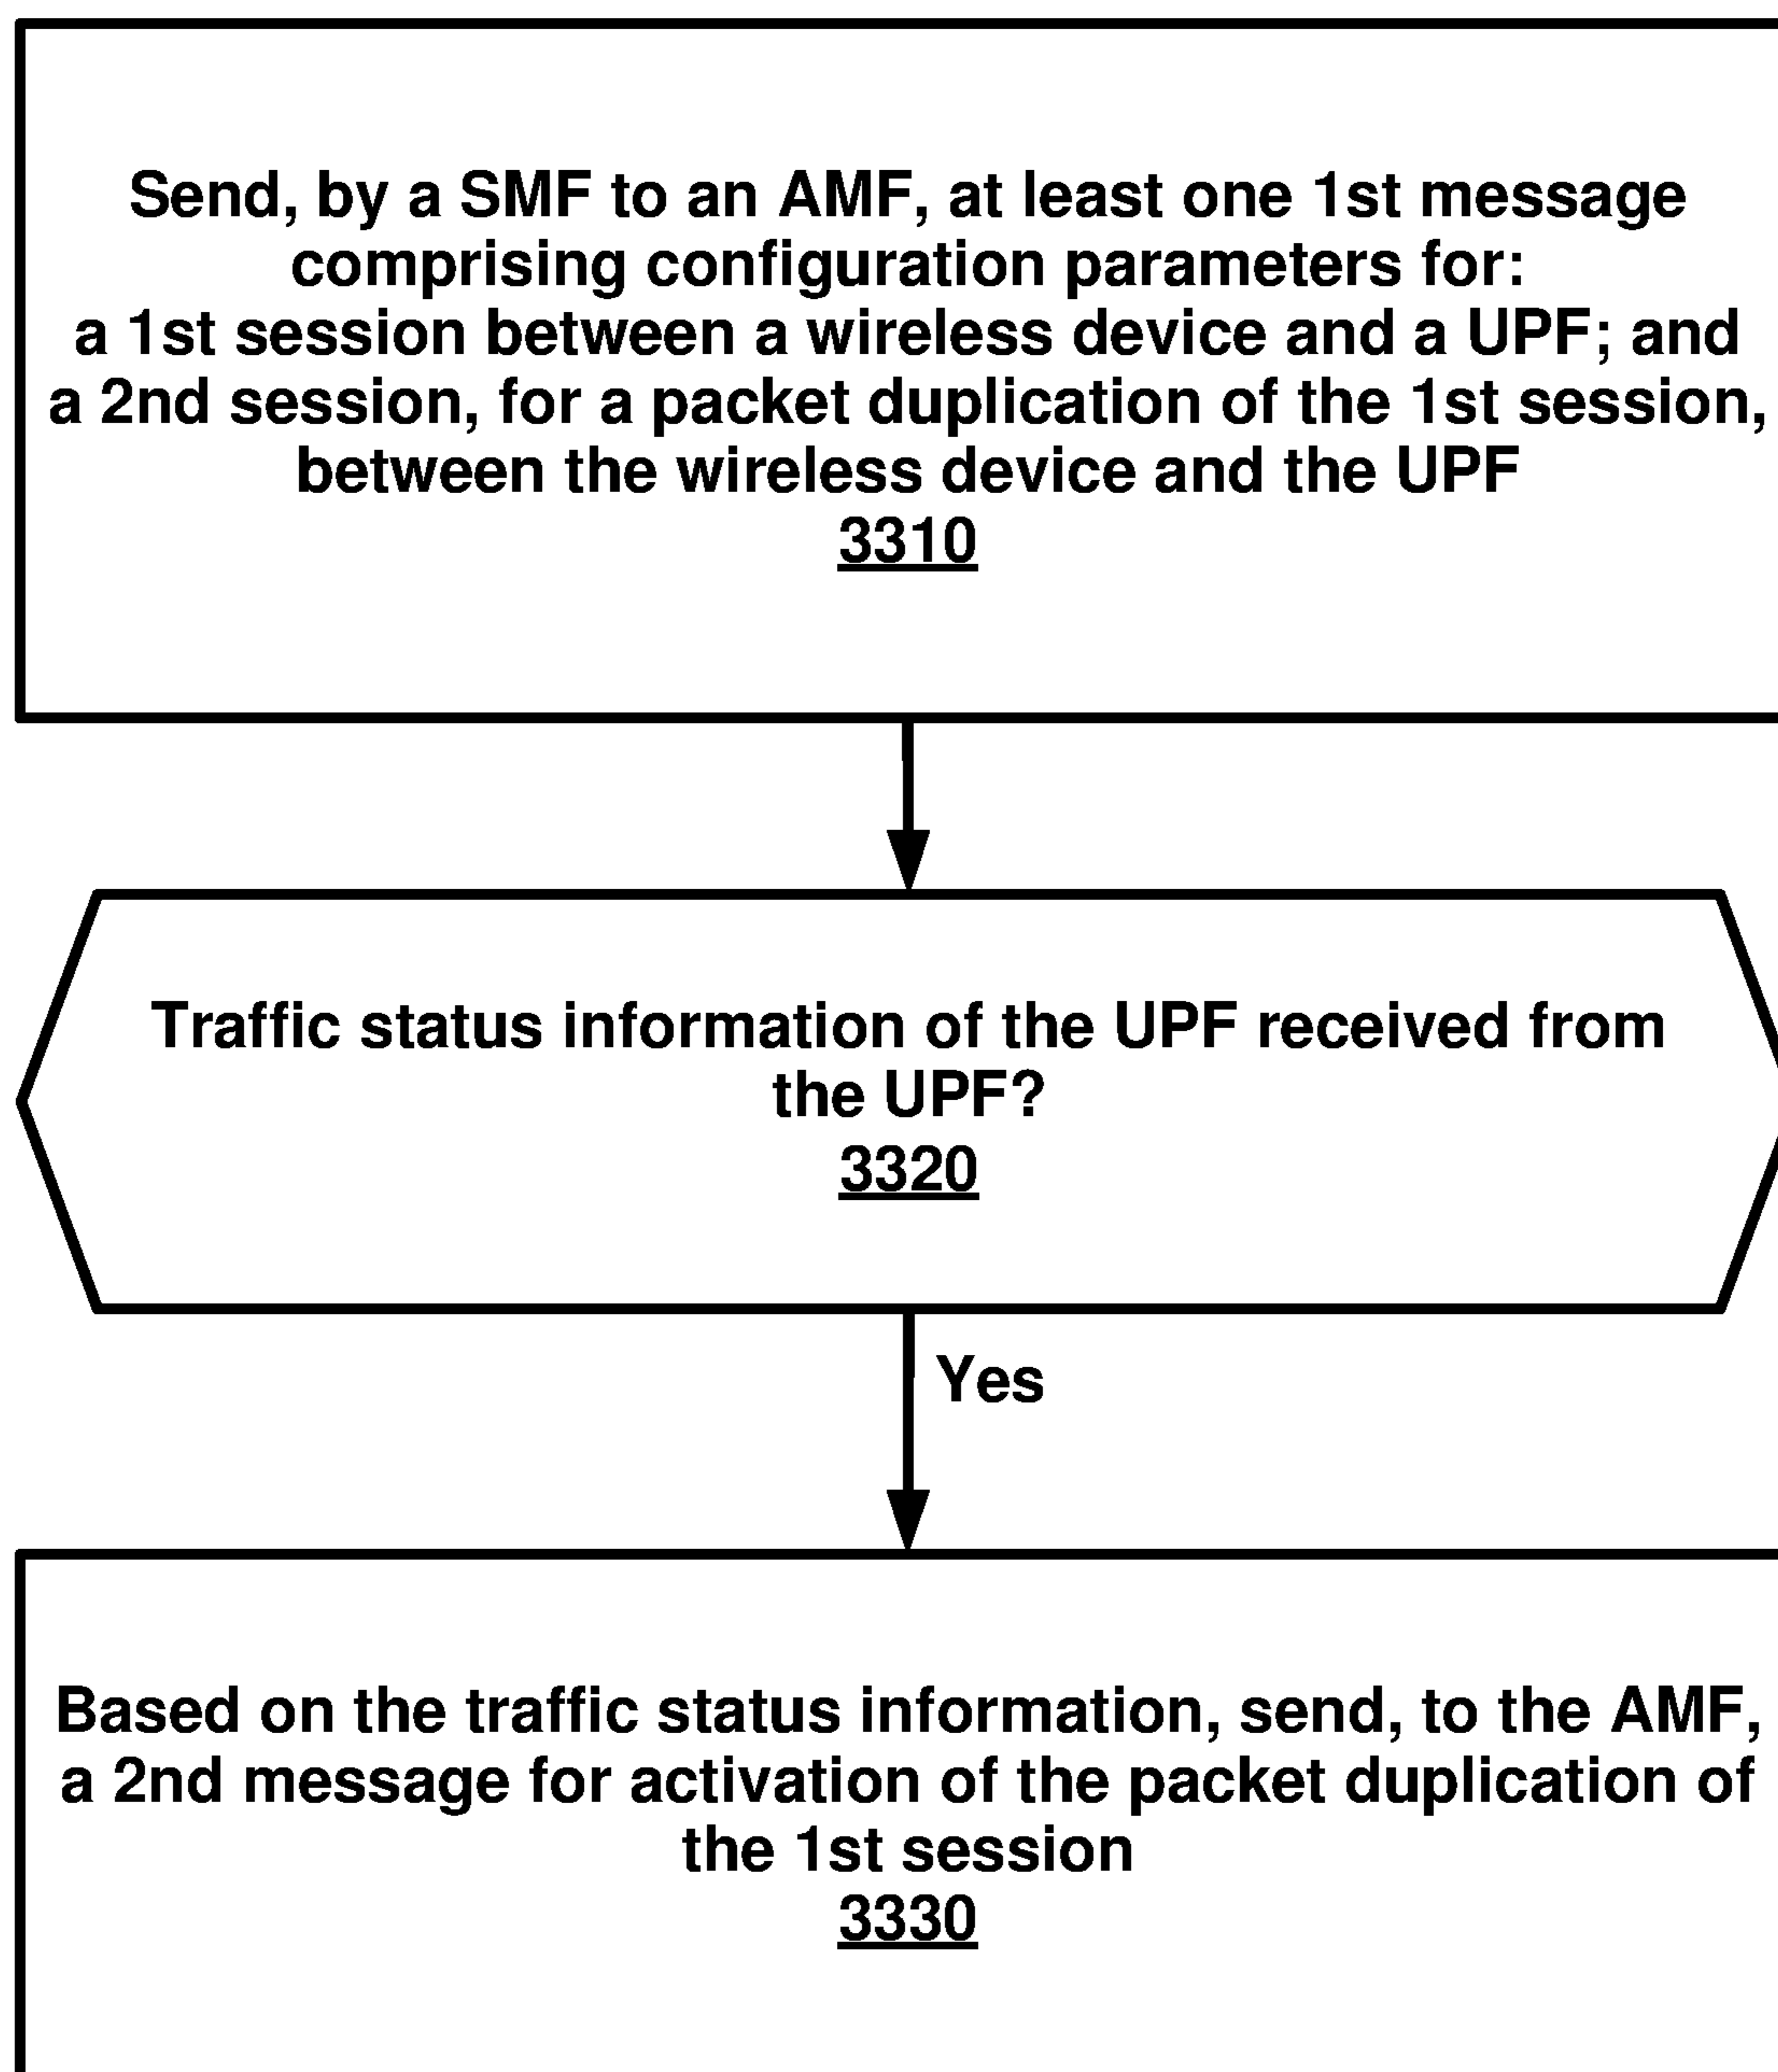 Send, by a SMF to an AMF, at least one 1st message
comprising configuration parameters for:
a 1st session between a wireless device and a UPF; and
a 2nd session, for a packet duplication of the 1st session,
between the wireless device and the UPF
3310
Traffic status information of the UPF received from
the UPF?
3320
Yes
Based on the traffic status information, send, to the AMF,
a 2nd message for activation of the packet duplication of
the 1st session
3330